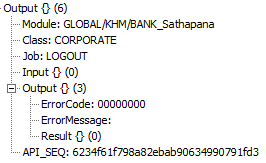 Output {} (6)
Module: GLOBAL/KHM/BANK_Sathapana
Class: CORPORATE
Job: LOGOUT
Input {} (0)
Output {} (3)
ErrorCode: 00000000
ErrorMessage:
Result {} (0)
API_SEQ: 6234f61f798a82ebab90634990791fd3